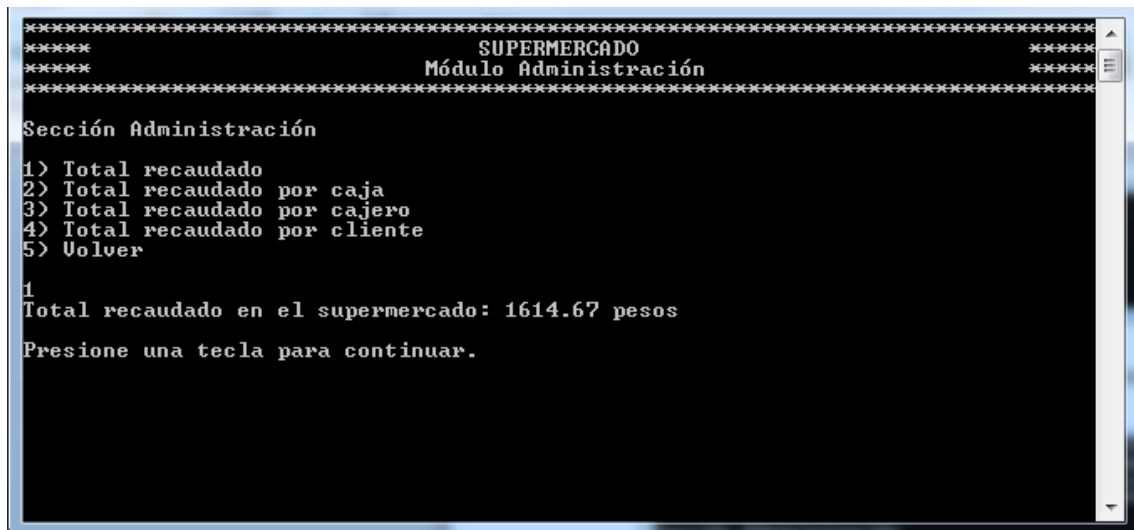 ********************************************************************************
***** SUPERMERCADO *****
***** Módulo Administración *****
********************************************************************************
Sección Administración
1) Total recaudado
2) Total recaudado por caja
3) Total recaudado por cajero
4) Total recaudado por cliente
5) Volver
1
Total recaudado en el supermercado: 1614.67 pesos
Presione una tecla para continuar.